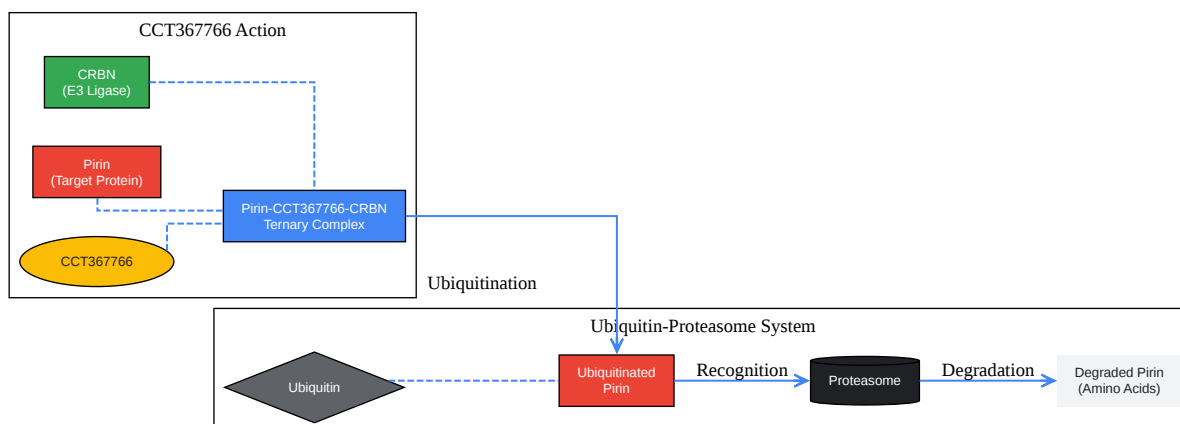 CCT367766 Action
CRBN
(E3 Ligase)
Pirin
(Target Protein)
Pirin-CCT367766-CRBN
Ternary Complex
CCT367766
Ubiquitination
Ubiquitin-Proteasome System
Ubiquitin
Ubiquitinated
Pirin
Recognition
Proteasome
Degradation
Degraded Pirin
(Amino Acids)